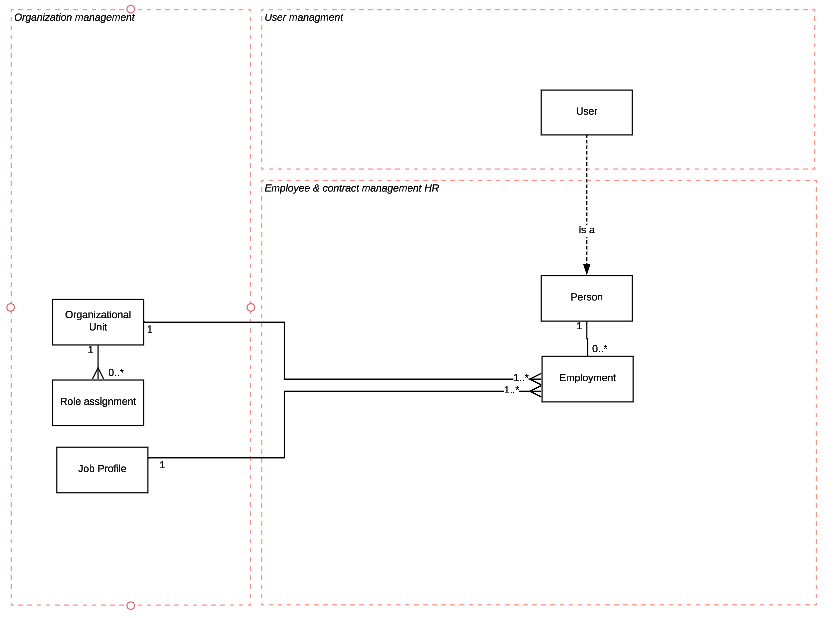 Organization management
User managment
User
Employee & contract management HR
is a
Person
1
0..*
Employment
Organizational
Unit
1
1
0..*
Role assignment
1..*
1..*
Job Profile
1